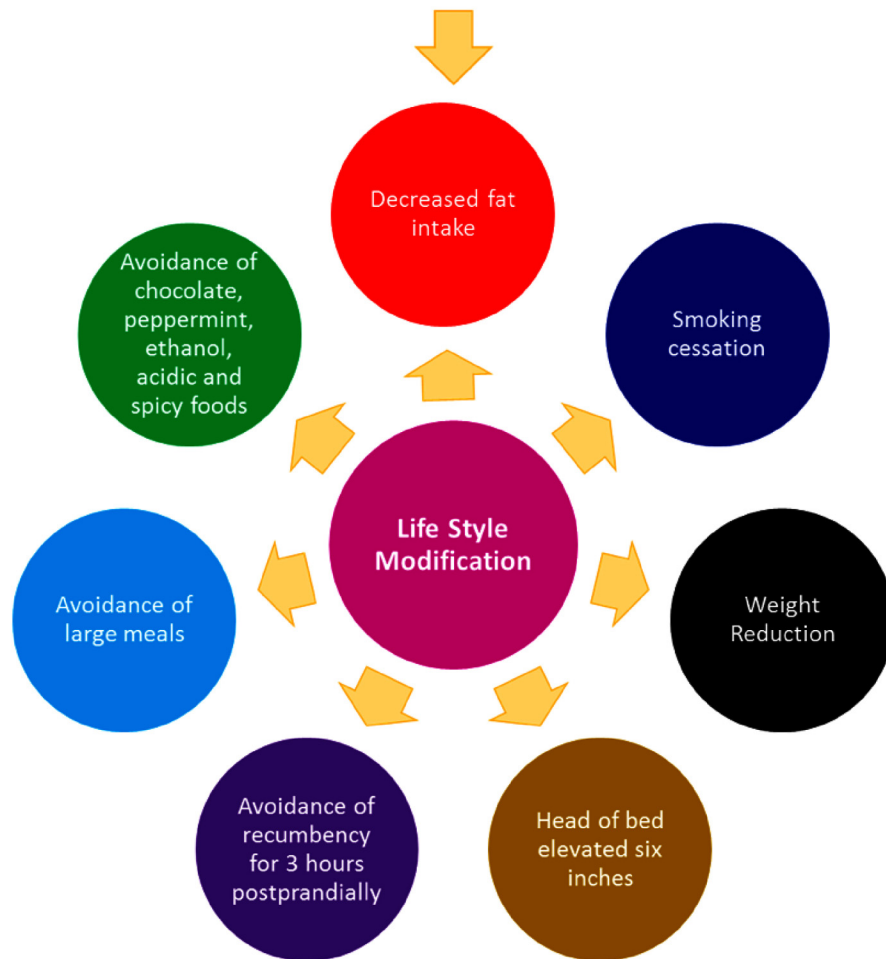 Decreased fat
intake
Smoking
cessation
Weight
Reduction
Head of bed
elevated six
inches
Avoidance of
recumbency
for 3 hours
postprandially
Avoidance of
large meals
Avoidance of
chocolate,
peppermint,
ethanol,
acidic and
spicy foods
Life Style
Modification